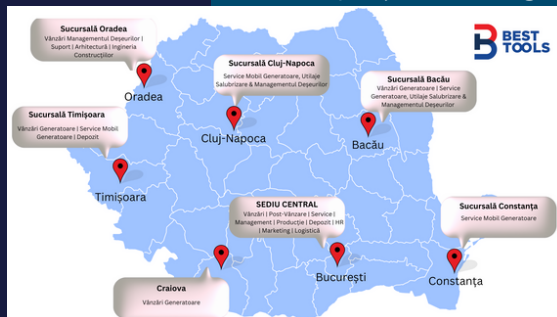 BEST
TOOLS
Sucursală Oradea
Vânzări Managementul Deșeurilor |
Suport | Arhitectură | Ingineria
Construcțiilor
Oradea
Sucursală Cluj-Napoca
Service Mobil Generatoare, Utilaje
Salubrizare & Managementul Deșeurilor
Cluj-Napoca
Sucursală Bacău
Vânzări Generatoare | Service
Generatoare, Utilaje Salubrizare &
Managementul Deșeurilor
Bacău
Sucursală Timișoara
Vânzări Generatoare | Service Mobil
Generatoare | Depozit
Timișoara
SEDIU CENTRAL
Vânzări | Post-Vânzare | Service |
Management | Producție | Depozit | HR
| Marketing | Logistică
București
Sucursală Constanța
Service Mobil Generatoare
Constanța
Craiova
Vânzări Generatoare